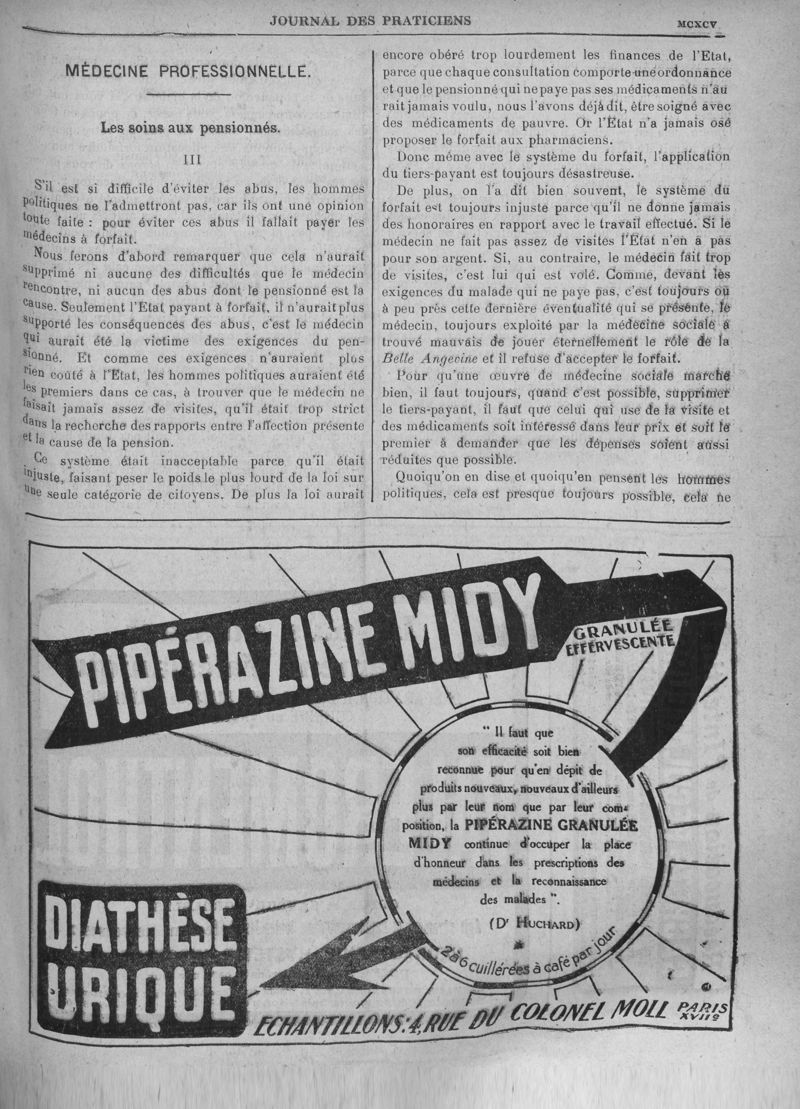 JOURNAL DES PRATICIENS
MCXCV
MÉDECINE PROFESSIONNELLE.
Les soins aux pensionnés.
III
S'il est si difficile d'éviter les abus, les hommes
politiques ne l'admettront pas, car ils ont une opinion
toute faite : pour éviter ces abus il fallait payer les
médecins à forfait.
Nous ferons d'abord remarquer que cela n'aurait
supprimé ni aucune des difficultés que le médecin
rencontre, ni aucun des abus dont le pensionné est la
cause. Seulement l'Etat payant à forfait, il n'aurait plus
supporté les conséquences des abus, c'est le médecin
qui aurait été la victime des exigences du pen-
sionné. Et comme ces exigences n'auraient plus
rien coûté à l'Etat, les hommes politiques auraient été
les premiers dans ce cas, à trouver que le médecin ne
faisait jamais assez de visites, qu'il était trop strict
dans la recherche des rapports entre l'affection présente
et la cause de la pension.
Ce système était inacceptable parce qu'il était
injuste, faisant peser le poids le plus lourd de la loi sur
une seule catégorie de citoyens. De plus la loi aurait
encore obéré trop lourdement les finances de l'Etat,
parce que chaque consultation comporte une ordonnance
et que le pensionné qui ne paye pas ses médicaments n'au
rait jamais voulu, nous l'avons déjà dit, être soigné avec
des médicaments de pauvre. Or l'État n'a jamais osé
proposer le forfait aux pharmaciens.
Donc même avec le système du forfait, l'application
du tiers-payant est toujours désastreuse.
De plus, on l'a dit bien souvent, le système du
forfait est toujours injuste parce qu'il ne donne jamais
des honoraires en rapport avec le travail effectué. Si le
médecin ne fait pas assez de visites l'État n'en a pas
pour son argent. Si, au contraire, le médecin fait trop
de visites, c'est lui qui est volé. Comme, devant les
exigences du malade qui ne paye pas, c'est toujours ou
à peu près cette dernière éventualité qui se présente, le
médecin, toujours exploité par la médecine sociale a
trouvé mauvais de jouer éternellement le rôle de la
Belle Angecine et il refuse d'accepter le forfait.
Pour qu'une œuvre de médecine sociale marche
bien, il faut toujours, quand c'est possible, supprimer
le tiers-payant, il faut que celui qui use de la visite et
des médicaments soit intéressé dans leur prix et soit le
premier à demander que les dépenses soient aussi
réduites que possible.
Quoiqu'on en dise et quoiqu'en pensent les hommes
politiques, cela est presque toujours possible, cela ne
PIPÉRAZINE MIDY
GRANULÉE
EFFERVESCENTE
" Il faut que
son efficacité soit bien
reconnue pour qu'en dépit de
produits nouveaux, nouveaux d'ailleurs
plus par leur nom que par leur com-
position, la PIPÉRAZINE GRANULÉE
MIDY continue d'occuper la place
d'honneur dans les prescriptions des
médecins et la reconnaissance
des malades ".
(Dr HUCHARD)
2 à 6 cuillérées à café par jour
DIATHÈSE
URIQUE
ECHANTILLONS: 4, RUE DU COLONEL MOLL PARIS
XVIIe